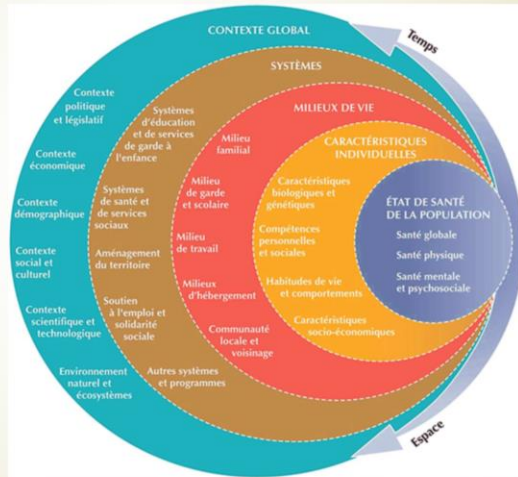 CONTEXTE GLOBAL
Temps
SYSTÈMES
MILIEUX DE VIE
CARACTÉRISTIQUES
INDIVIDUELLES
ÉTAT DE SANTÉ
DE LA POPULATION
Santé globale
Santé physique
Santé mentale
et psychosociale
Caractéristiques
biologiques et
génétiques
Compétences
personnelles
et sociales
Habitudes de vie
et comportements
Caractéristiques
socio-économiques
Milieu
familial
Milieu
de garde
et scolaire
Milieu
de travail
Milieux
d'hébergement
Communauté
locale et
voisinage
Systèmes
d'éducation
et de services
de garde à
l'enfance
Systèmes
de santé et
de services
sociaux
Aménagement
du territoire
Soutien
à l'emploi et
solidarité
sociale
Autres systèmes
et programmes
Contexte
politique
et législatif
Contexte
économique
Contexte
démographique
Contexte
social et
culturel
Contexte
scientifique et
technologique
Environnement
naturel et
écosystèmes
Espace